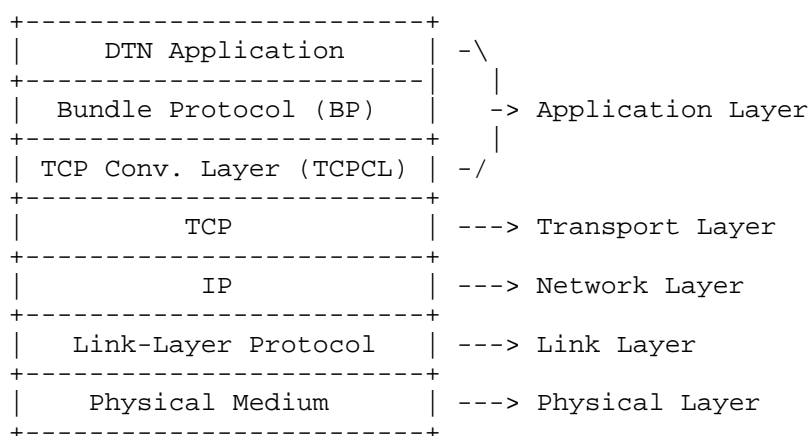 +-------------------------+
|     DTN Application     | -\
+-------------------------|   |
|  Bundle Protocol (BP)   |   -> Application Layer
+-------------------------+   |
| TCP Conv. Layer (TCPCL) | -/
+-------------------------+
|          TCP            | ---> Transport Layer
+-------------------------+
|           IP            | ---> Network Layer
+-------------------------+
|   Link-Layer Protocol   | ---> Link Layer
+-------------------------+
|    Physical Medium      | ---> Physical Layer
+-------------------------+